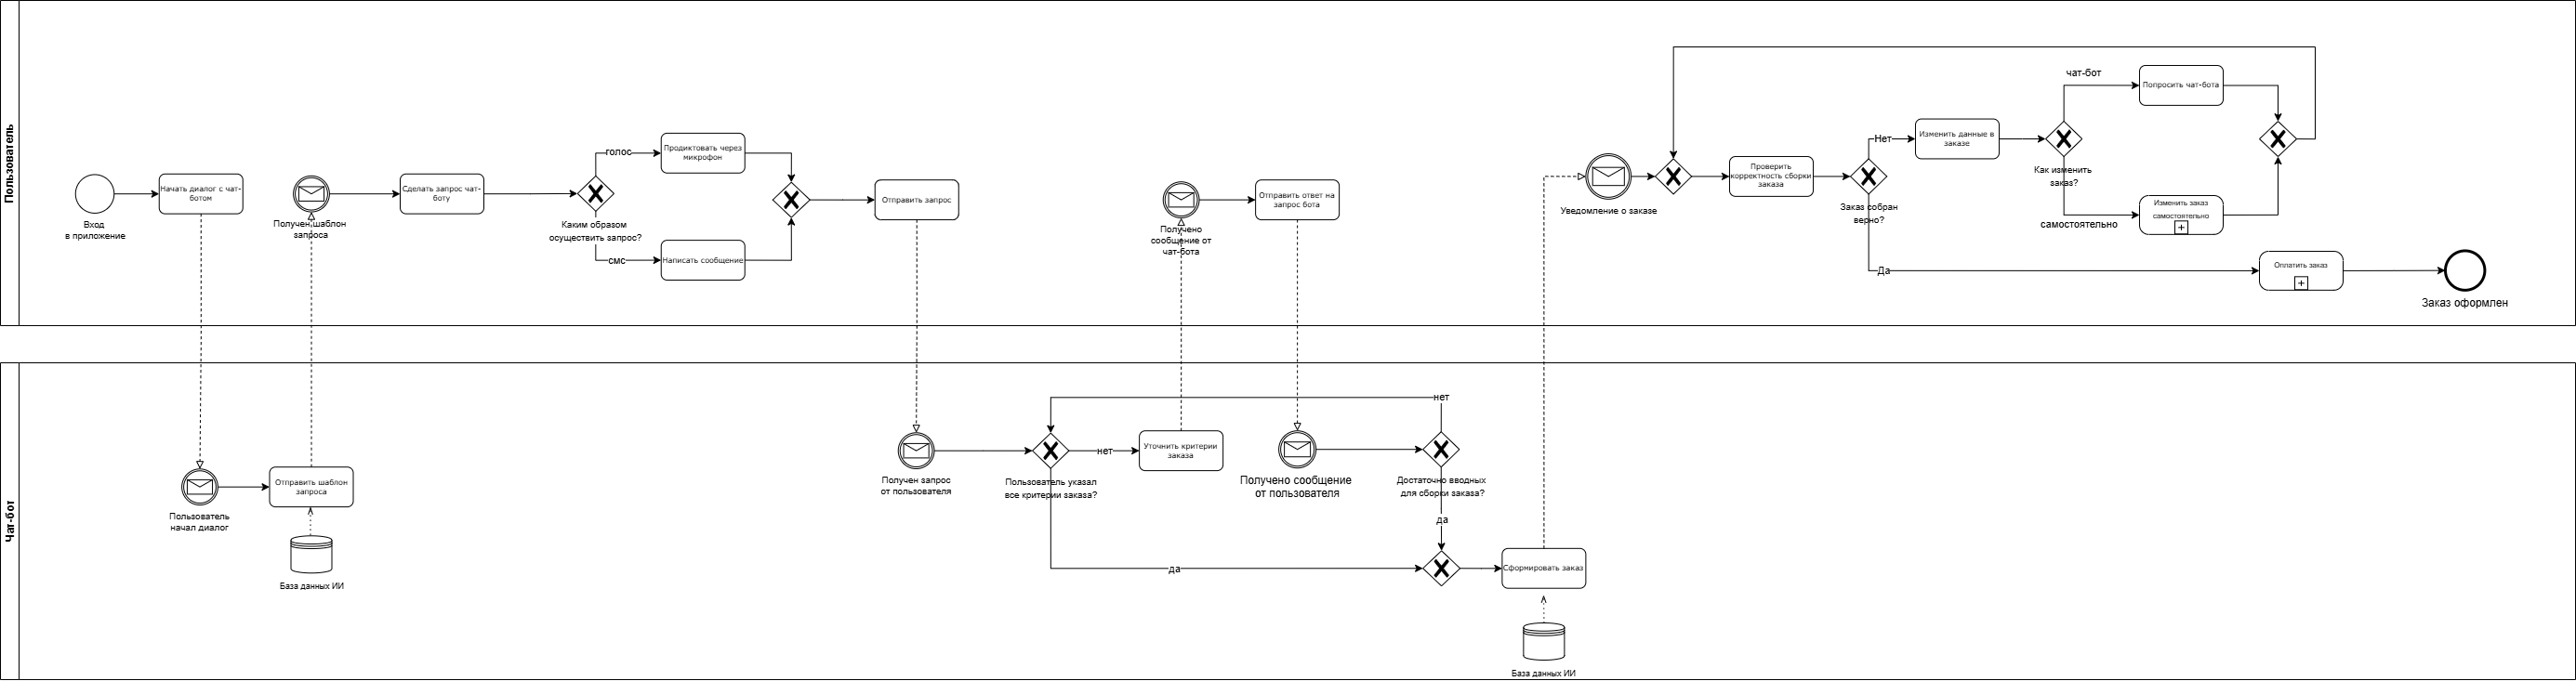 Пользователь
Вход
в приложение
Начать диалог с чат-
ботом
Получен шаблон
запроса
Сделать запрос чат-
боту
Каким образом
осуществить запрос?
голос
смс
Продиктовать через
микрофон
Написать сообщение
Отправить запрос
Получено
сообщение от
чат-бота
Отправить ответ на
запрос бота
Уведомление о заказе
Проверить
корректность сборки
заказа
Заказ собран
верно?
Нет
Да
Изменить данные в
заказе
Как изменить
заказ?
чат-бот
самостоятельно
Попросить чат-бота
Изменить заказ
самостоятельно
Оплатить заказ
Заказ оформлен
Чат-бот
Пользователь
начал диалог
Отправить шаблон
запроса
База данных ИИ
Получен запрос
от пользователя
Пользователь указал
все критерии заказа?
нет
да
Уточнить критерии
заказа
Получено сообщение
от пользователя
Достаточно вводных
для сборки заказа?
нет
да
Сформировать заказ
База данных ИИ